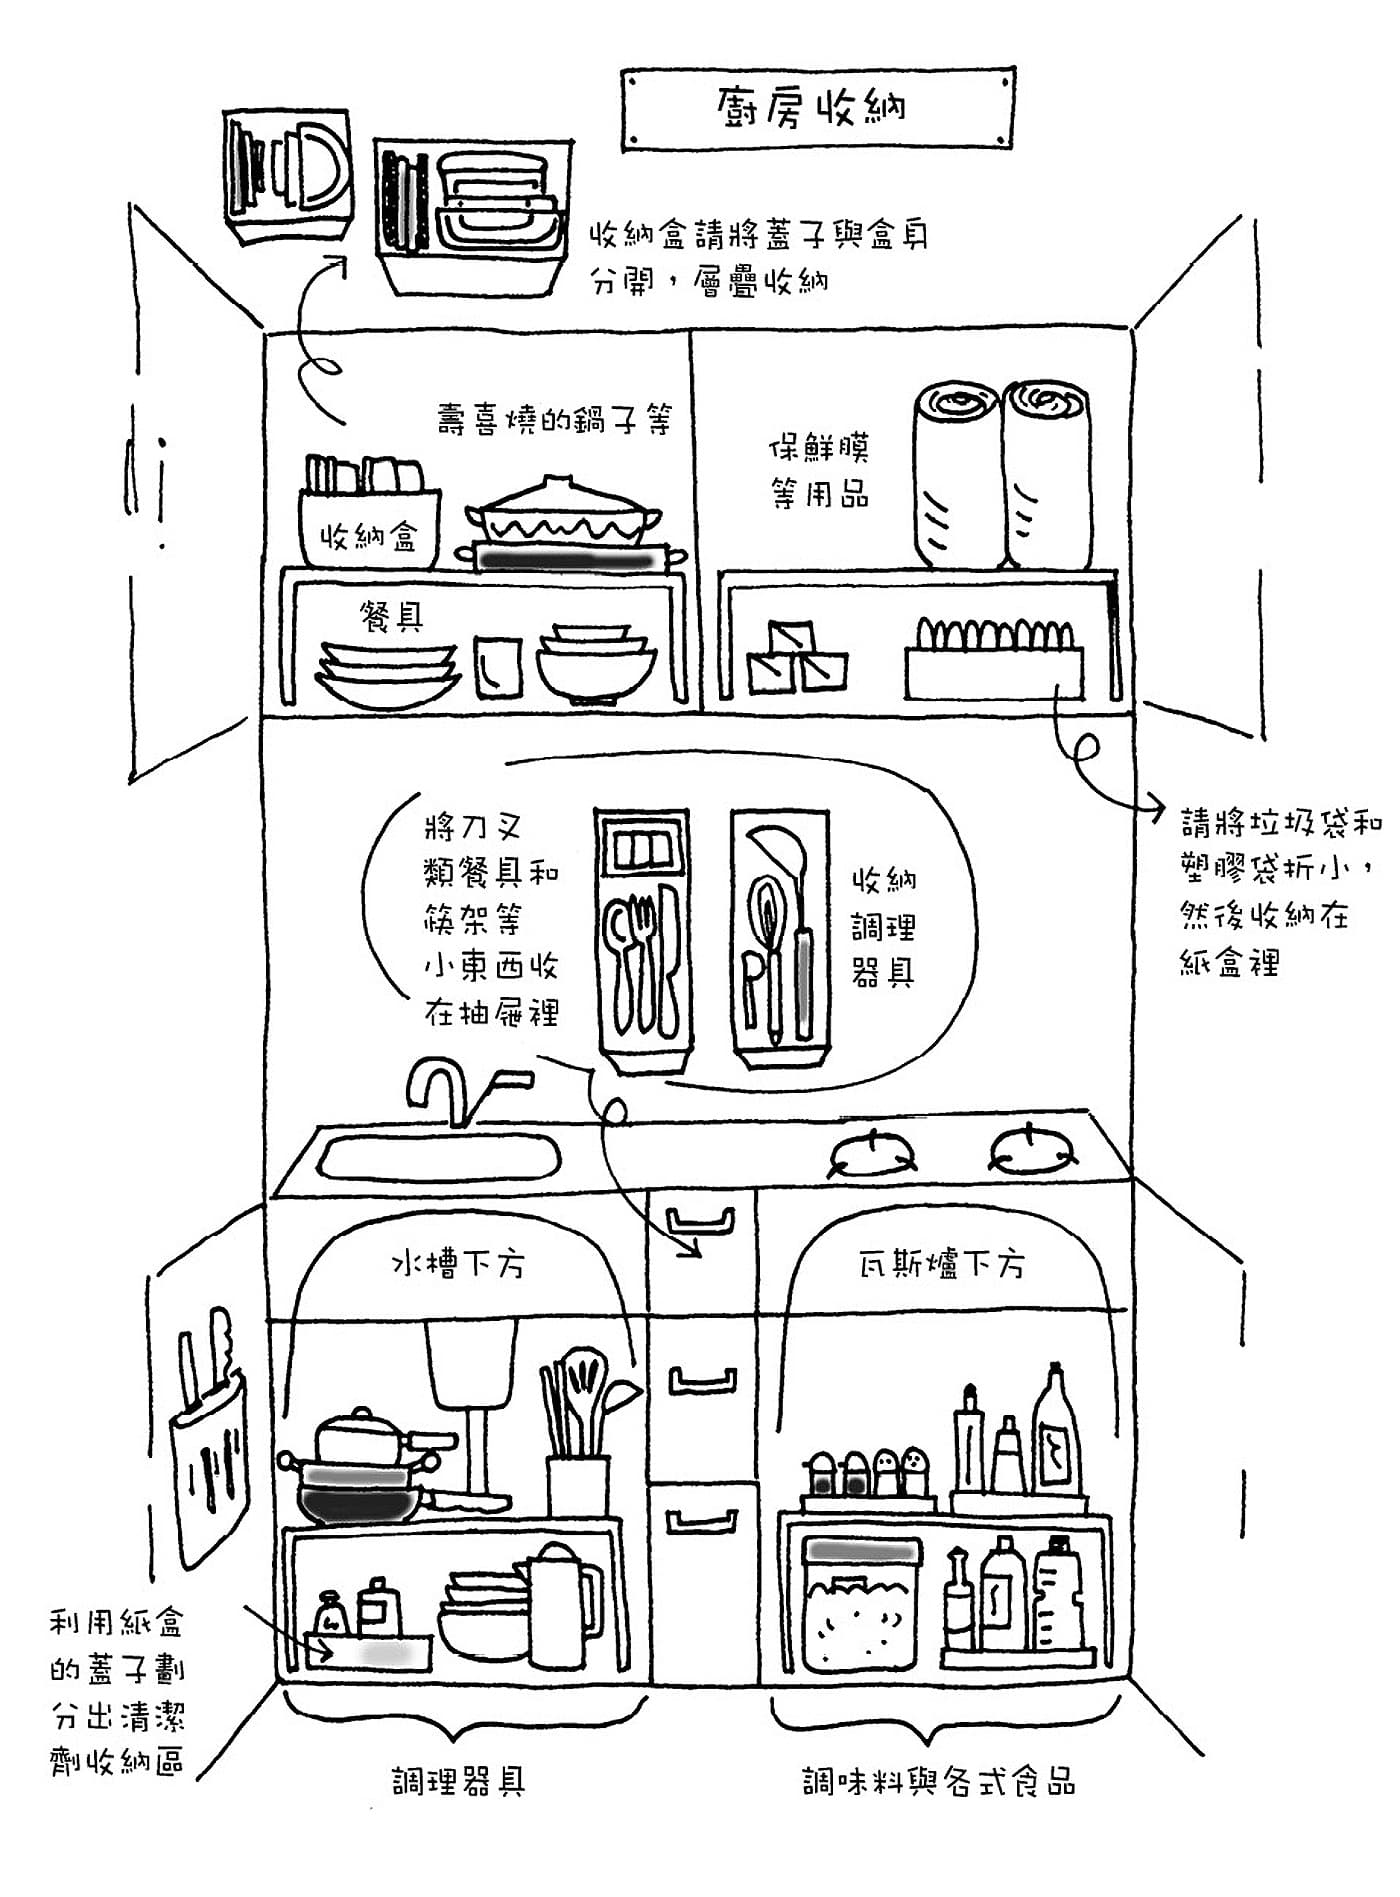 廚房收納
收納盒請將蓋子與盒身
分開，層疊收納
壽喜燒的鍋子等
保鮮膜
等用品
收納盒
餐具
將刀叉
類餐具和
筷架等
小東西收
在抽屜裡
收納
調理
器具
請將垃圾袋和
塑膠袋折小，
然後收納在
紙盒裡
水槽下方
瓦斯爐下方
利用紙盒
的蓋子劃
分出清潔
劑收納區
調理器具
調味料與各式食品